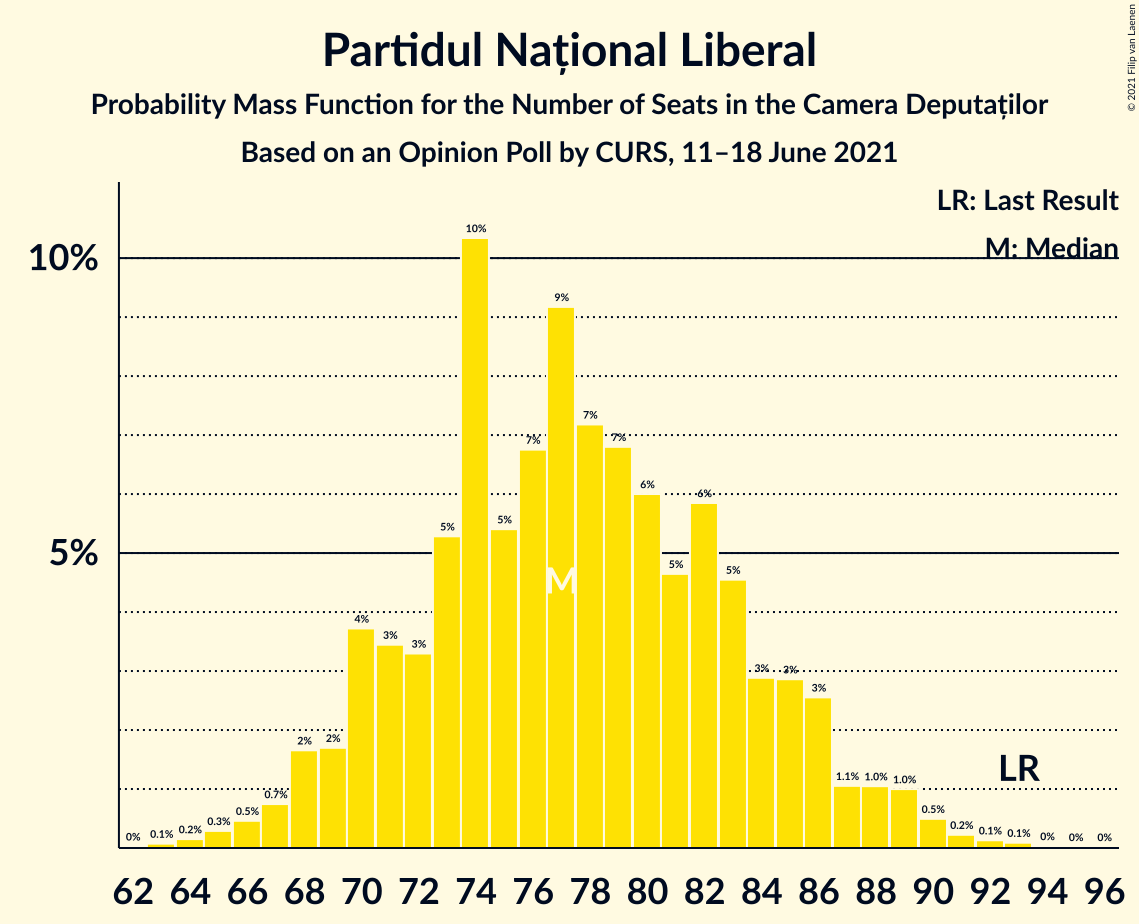 Partidul Național Liberal
Probability Mass Function for the Number of Seats in the Camera Deputaților
Based on an Opinion Poll by CURS, 11–18 June 2021
© 2021 Filip van Laenen
LR: Last Result
M: Median
10%
5%
0% 0.1% 0.2% 0.3% 0.5% 0.7% 2% 2% 4% 3% 3% 5% 10% 5% 7% 9% 7% 7% 6% 5% 6% 5% 3% 3% 3% 1.1% 1.0% 1.0% 0.5% 0.2% 0.1% 0.1% 0% 0% 0%
M
LR
62 64 66 68 70 72 74 76 78 80 82 84 86 88 90 92 94 96